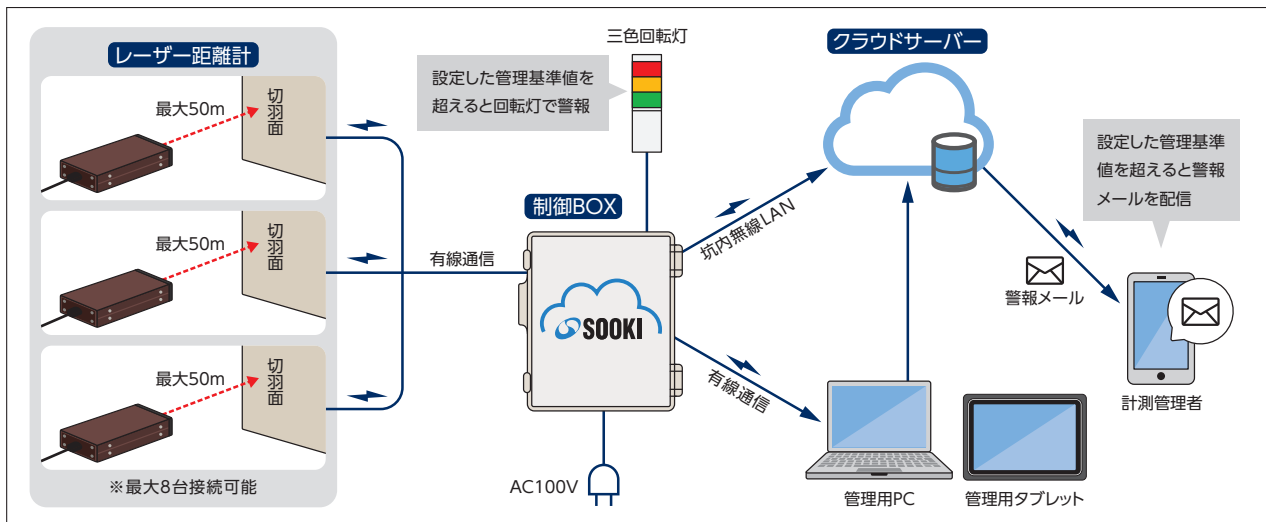 レーザー距離計
最大50m
切羽面
最大50m
切羽面
最大50m
切羽面
※最大8台接続可能
有線通信
三色回転灯
設定した管理基準値を
超えると回転灯で警報
制御BOX
SOOKI
AC100V
坑内無線LAN
有線通信
クラウドサーバー
管理用PC
管理用タブレット
設定した管理基準
値を超えると警報
メールを配信
警報メール
計測管理者